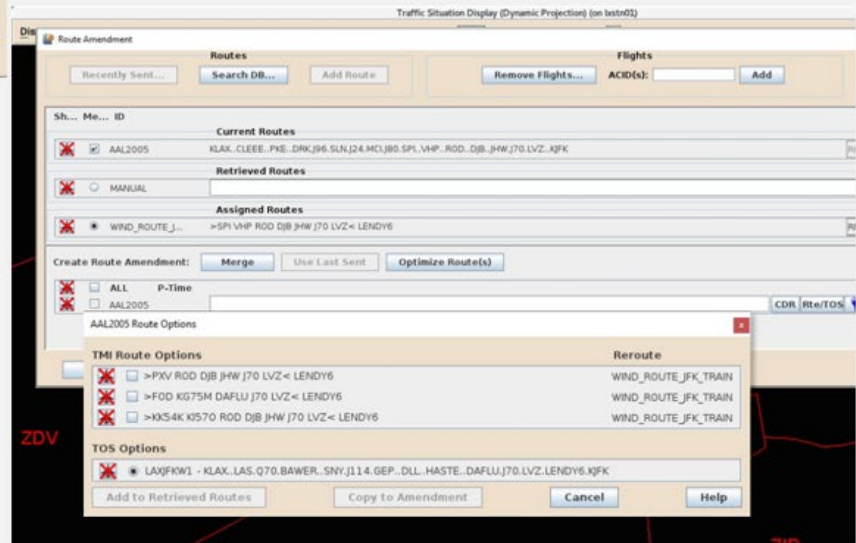 Traffic Situation Display (Dynamic Projection) (on lxstn01)
Dis
Route Amendment
Routes
Flights
Recently Sent... Search DB... Add Route Remove Flights... ACID(s): Add
Sh... Me... ID
Current Routes
AAL2005 KLAX..CLEEE..PKE..DRK.J96.SLN.J24.MCI.J80.SPI..VHP..ROD..DJB..JHW.J70.LVZ..KJFK
Retrieved Routes
MANUAL
Assigned Routes
WIND_ROUTE_J... >SPI VHP ROD DJB JHW J70 LVZ< LENDY6
Create Route Amendment: Merge Use Last Sent Optimize Route(s)
ALL P-Time
AAL2005 CDR Rte/TOS
AAL2005 Route Options
TMI Route Options Reroute
>PXV ROD DJB JHW J70 LVZ< LENDY6 WIND_ROUTE_JFK_TRAIN
>FOD KG75M DAFLU J70 LVZ< LENDY6 WIND_ROUTE_JFK_TRAIN
>KK54K KI57O ROD DJB JHW J70 LVZ< LENDY6 WIND_ROUTE_JFK_TRAIN
TOS Options
LAXJFKW1 - KLAX..LAS.Q70.BAWER..SNY.J114.GEP..DLL..HASTE..DAFLU.J70.LVZ.LENDY6.KJFK
Add to Retrieved Routes Copy to Amendment Cancel Help
ZDV